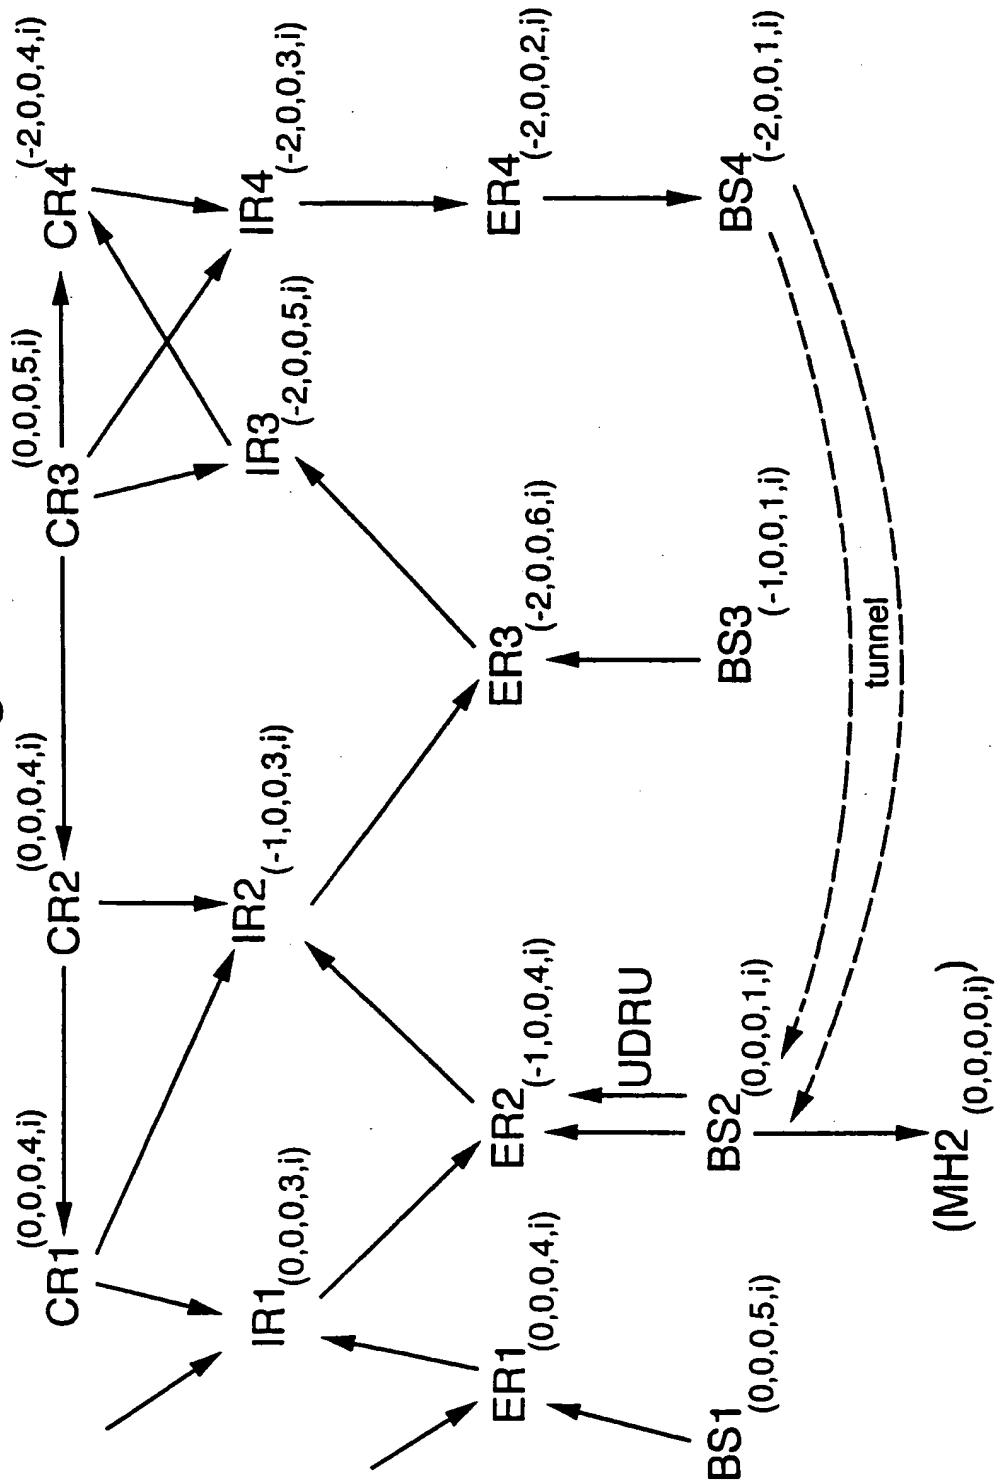 CR1 (0,0,0,4,i)
CR2 (0,0,0,4,i)
CR3 (0,0,0,5,i)
CR4 (-2,0,0,4,i)
IR1 (0,0,0,3,i)
IR2 (-1,0,0,3,i)
IR3 (-2,0,0,5,i)
IR4 (-2,0,0,3,i)
ER1 (0,0,0,4,i)
ER2 (-1,0,0,4,i)
ER3 (-2,0,0,6,i)
ER4 (-2,0,0,2,i)
UDRU
BS1 (0,0,0,5,i)
BS2 (0,0,0,1,i)
BS3 (-1,0,0,1,i)
BS4 (-2,0,0,1,i)
tunnel
(MH2 (0,0,0,0,i))